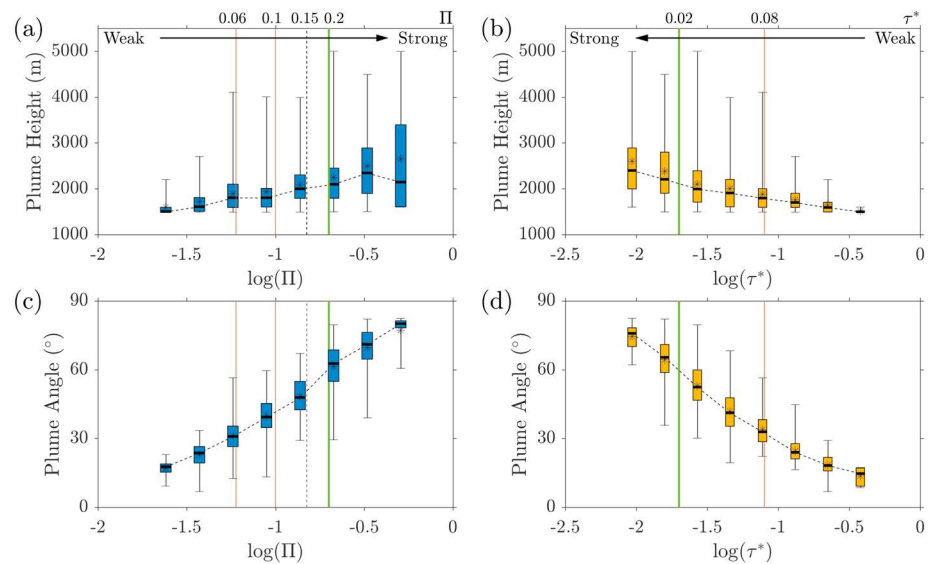 0.06 0.1 0.15 0.2 Π
(a)
Weak Strong
5000
4000
3000
2000
1000
Plume Height (m)
-2 -1.5 -1 -0.5 0
log(Π)
0.02 0.08 τ*
(b)
Strong Weak
5000
4000
3000
2000
1000
Plume Height (m)
-2.5 -2 -1.5 -1 -0.5 0
log(τ*)
(c)
90
60
30
0
Plume Angle (°)
-2 -1.5 -1 -0.5 0
log(Π)
(d)
90
60
30
0
Plume Angle (°)
-2.5 -2 -1.5 -1 -0.5 0
log(τ*)